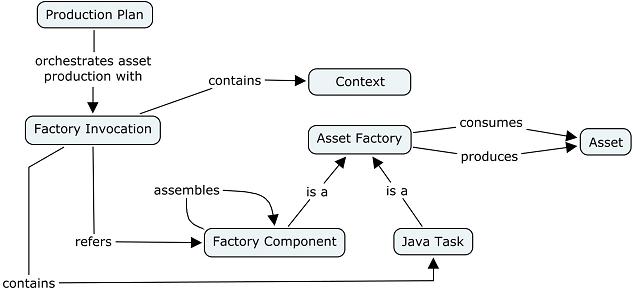 Production Plan
orchestrates asset
production with
contains
Context
Factory Invocation
Asset Factory
consumes
Asset
produces
assembles
is a
is a
refers
Factory Component
Java Task
contains